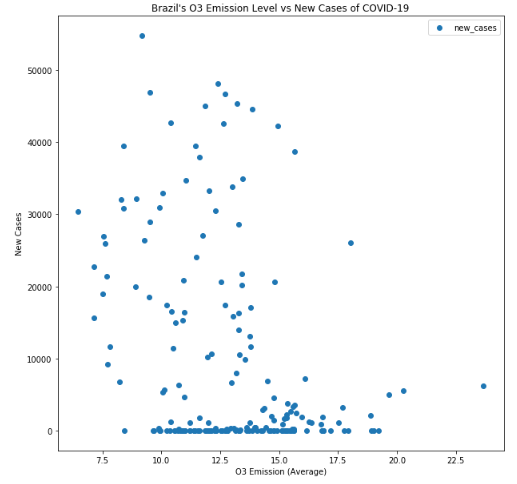 Brazil's O3 Emission Level vs New Cases of COVID-19
new_cases
50000
40000
30000
20000
10000
0
New Cases
7.5 10.0 12.5 15.0 17.5 20.0 22.5
O3 Emission (Average)